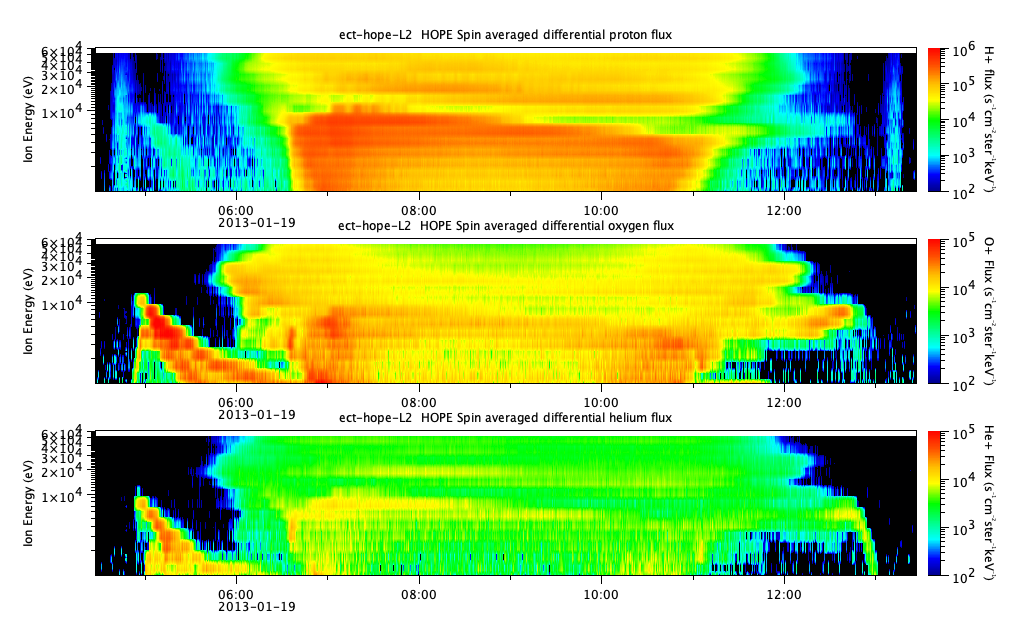 ect-hope-L2 HOPE Spin averaged differential proton flux
6×10⁴
4×10⁴
3×10⁴
2×10⁴
1×10⁴
Ion Energy (eV)
10⁶
10⁵
10⁴
10³
10²
H+ flux (s⁻¹cm⁻²ster⁻¹keV⁻¹)
06:00 08:00 10:00 12:00
2013-01-19
ect-hope-L2 HOPE Spin averaged differential oxygen flux
6×10⁴
4×10⁴
3×10⁴
2×10⁴
1×10⁴
Ion Energy (eV)
10⁵
10⁴
10³
10²
O+ Flux (s⁻¹cm⁻²ster⁻¹keV⁻¹)
06:00 08:00 10:00 12:00
2013-01-19
ect-hope-L2 HOPE Spin averaged differential helium flux
6×10⁴
4×10⁴
3×10⁴
2×10⁴
1×10⁴
Ion Energy (eV)
10⁵
10⁴
10³
10²
He+ Flux (s⁻¹cm⁻²ster⁻¹keV⁻¹)
06:00 08:00 10:00 12:00
2013-01-19